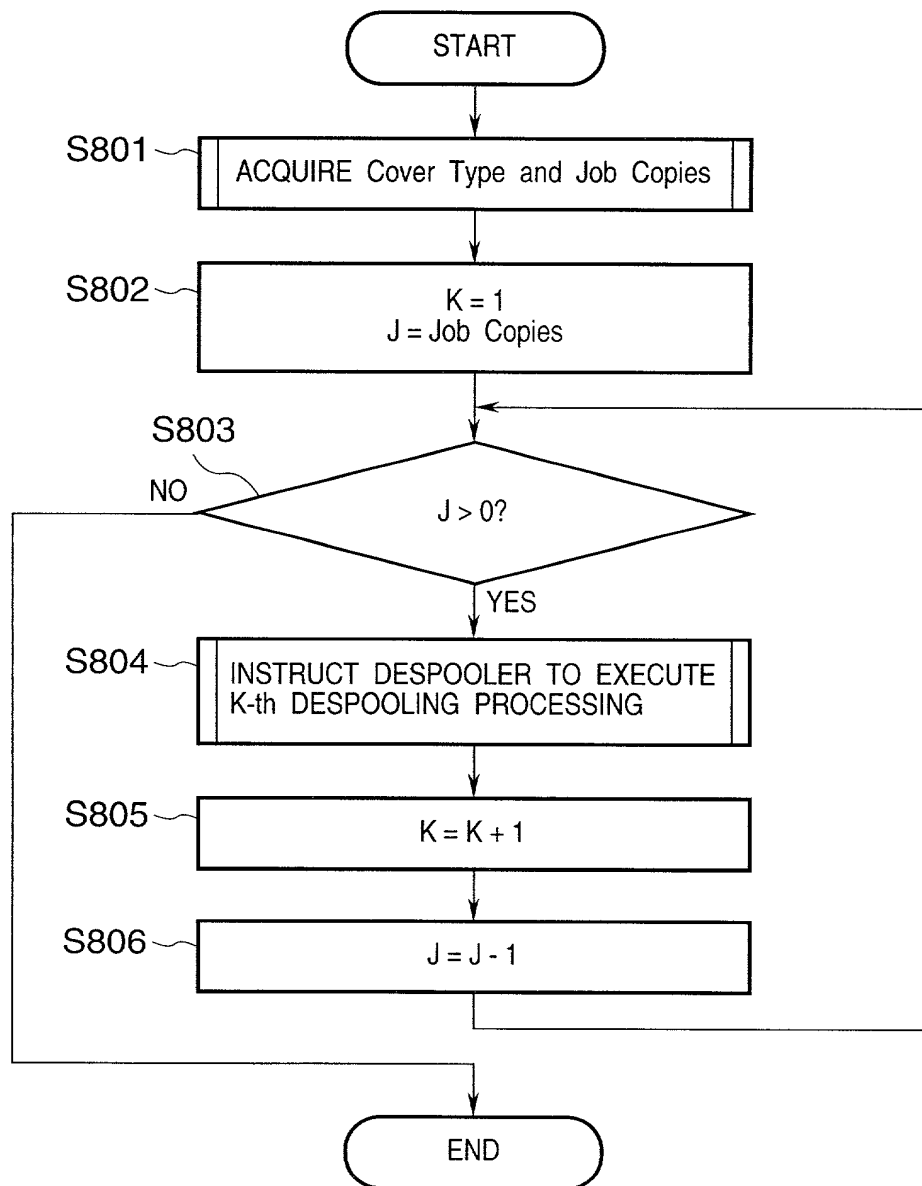 START
S801
ACQUIRE Cover Type and Job Copies
S802
K = 1
J = Job Copies
S803
NO
J > 0?
YES
S804
INSTRUCT DESPOOLER TO EXECUTE
K-th DESPOOLING PROCESSING
S805
K = K + 1
S806
J = J - 1
END